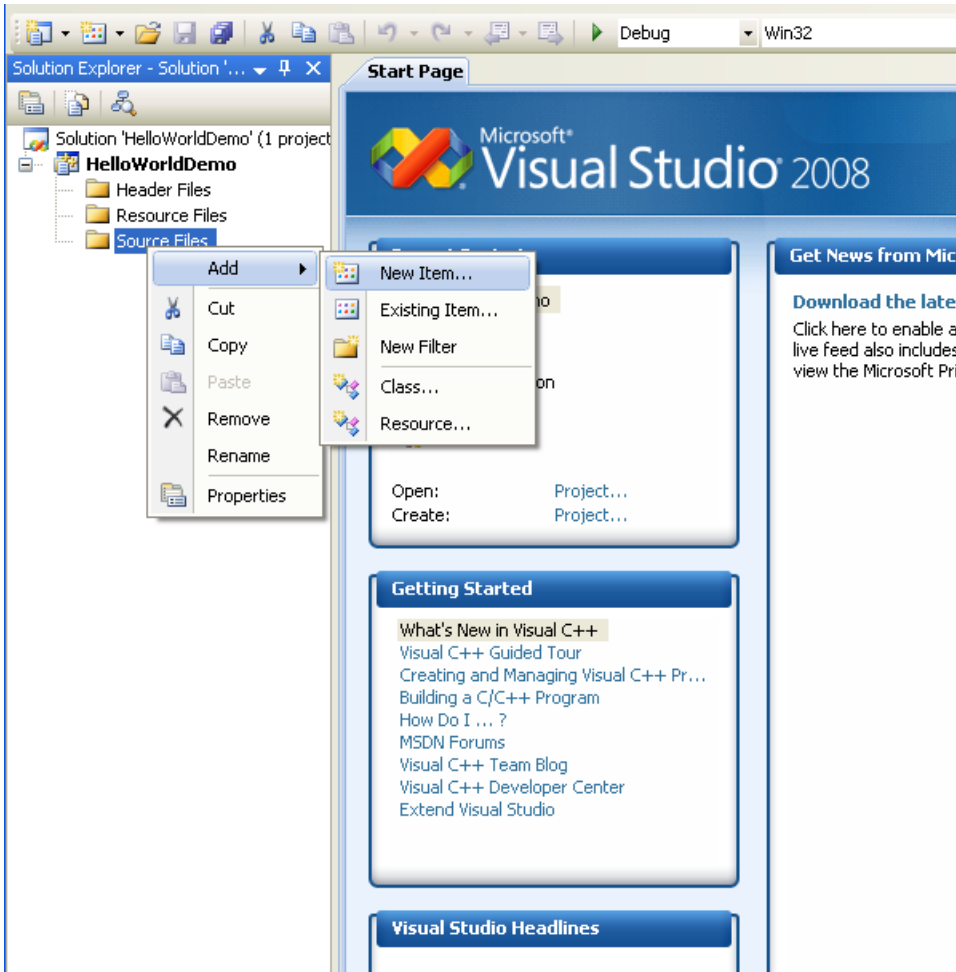 Debug
Win32
Solution Explorer - Solution '...
Start Page
Solution 'HelloWorldDemo' (1 project
HelloWorldDemo
Header Files
Resource Files
Source Files
Microsoft®
Visual Studio 2008
Add
Cut
Copy
Paste
Remove
Rename
Properties
New Item...
Existing Item...
New Filter
Class...
Resource...
on
Open: Project...
Create: Project...
Getting Started
What's New in Visual C++
Visual C++ Guided Tour
Creating and Managing Visual C++ Pr...
Building a C/C++ Program
How Do I ... ?
MSDN Forums
Visual C++ Team Blog
Visual C++ Developer Center
Extend Visual Studio
Visual Studio Headlines
Get News from Mic
Download the late
Click here to enable a
live feed also includes
view the Microsoft Pri